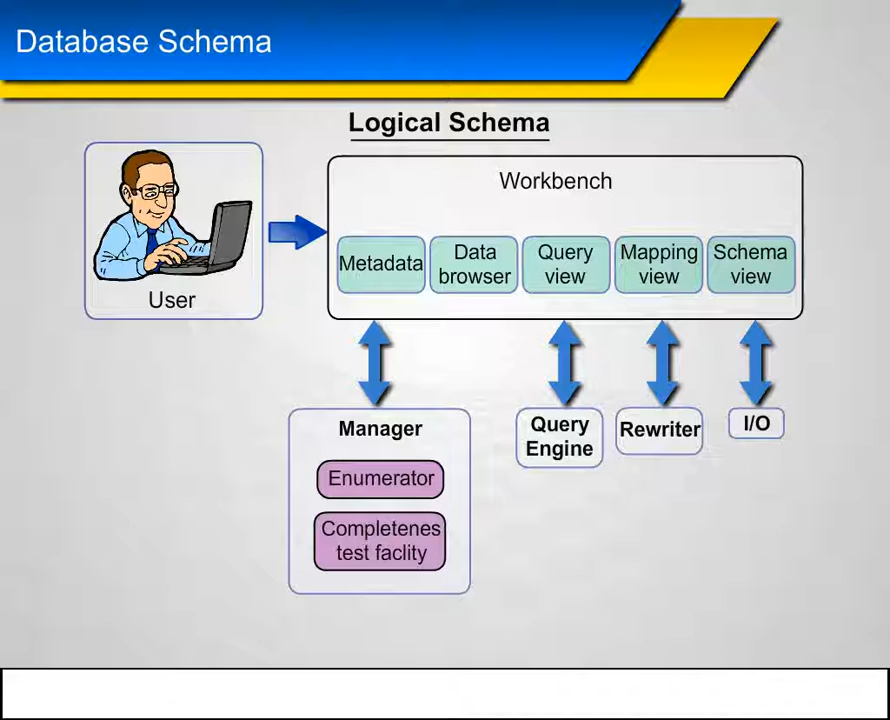 Database Schema
Logical Schema
Workbench
Metadata
Data
browser
Query
view
Mapping
view
Schema
view
User
Manager
Enumerator
Completenes
test faclity
Query
Engine
Rewriter
I/O